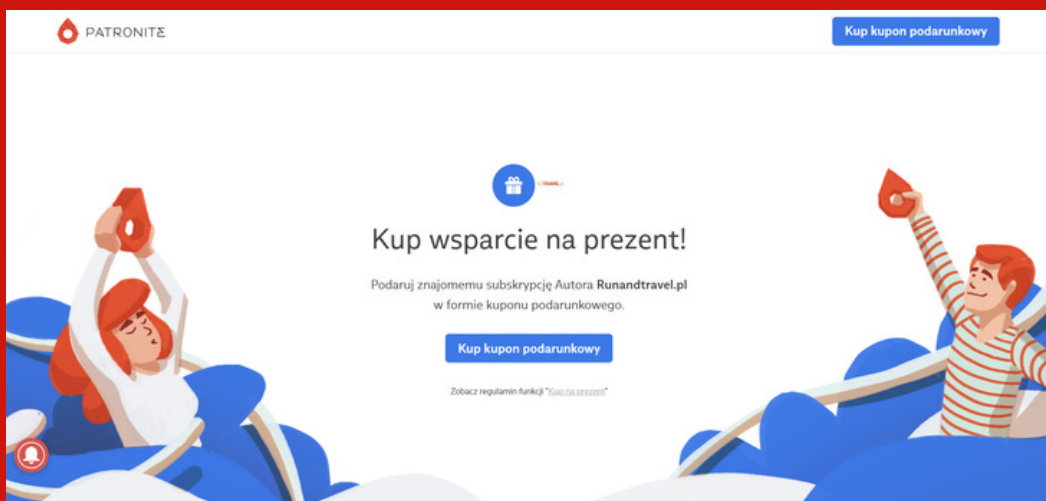 PATRONITE
Kup kupon podarunkowy
TRAVEL
Kup wsparcie na prezent!
Podaruj znajomemu subskrypcję Autora Runandtravel.pl
w formie kuponu podarunkowego.
Kup kupon podarunkowy
Zobacz regulamin funkcji "Kup na prezent"